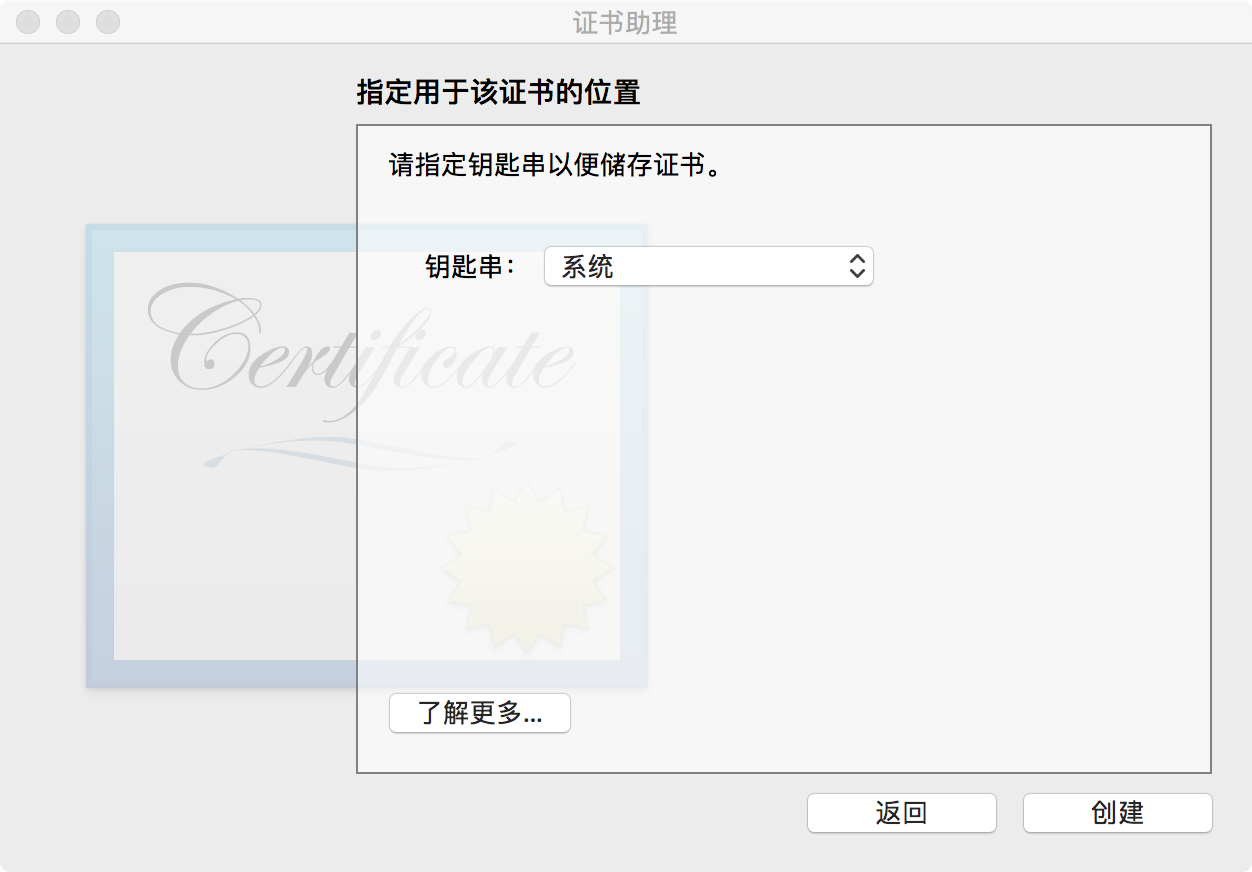 证书助理
指定用于该证书的位置
请指定钥匙串以便储存证书。
钥匙串： 系统
Certificate
了解更多...
返回 创建